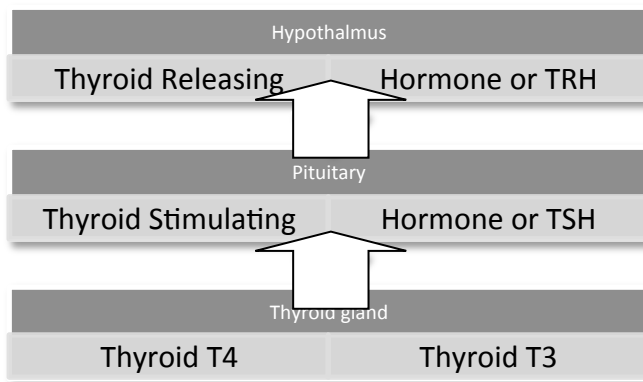 Hypothalmus
Thyroid Releasing Hormone or TRH
Pituitary
Thyroid Stimulating Hormone or TSH
Thyroid gland
Thyroid T4 Thyroid T3